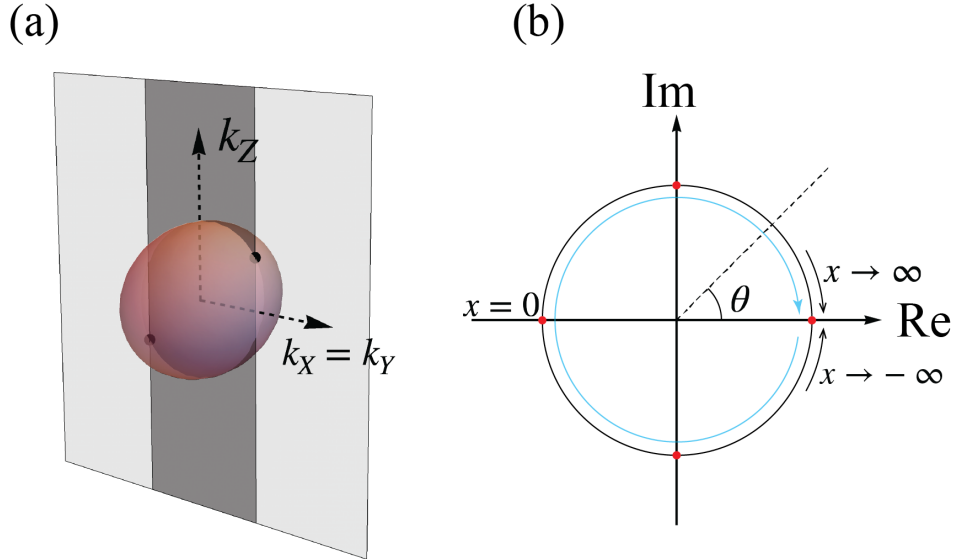 (a)
k_Z
k_X = k_Y
(b)
Im
x = 0
θ
x → ∞
Re
x → − ∞